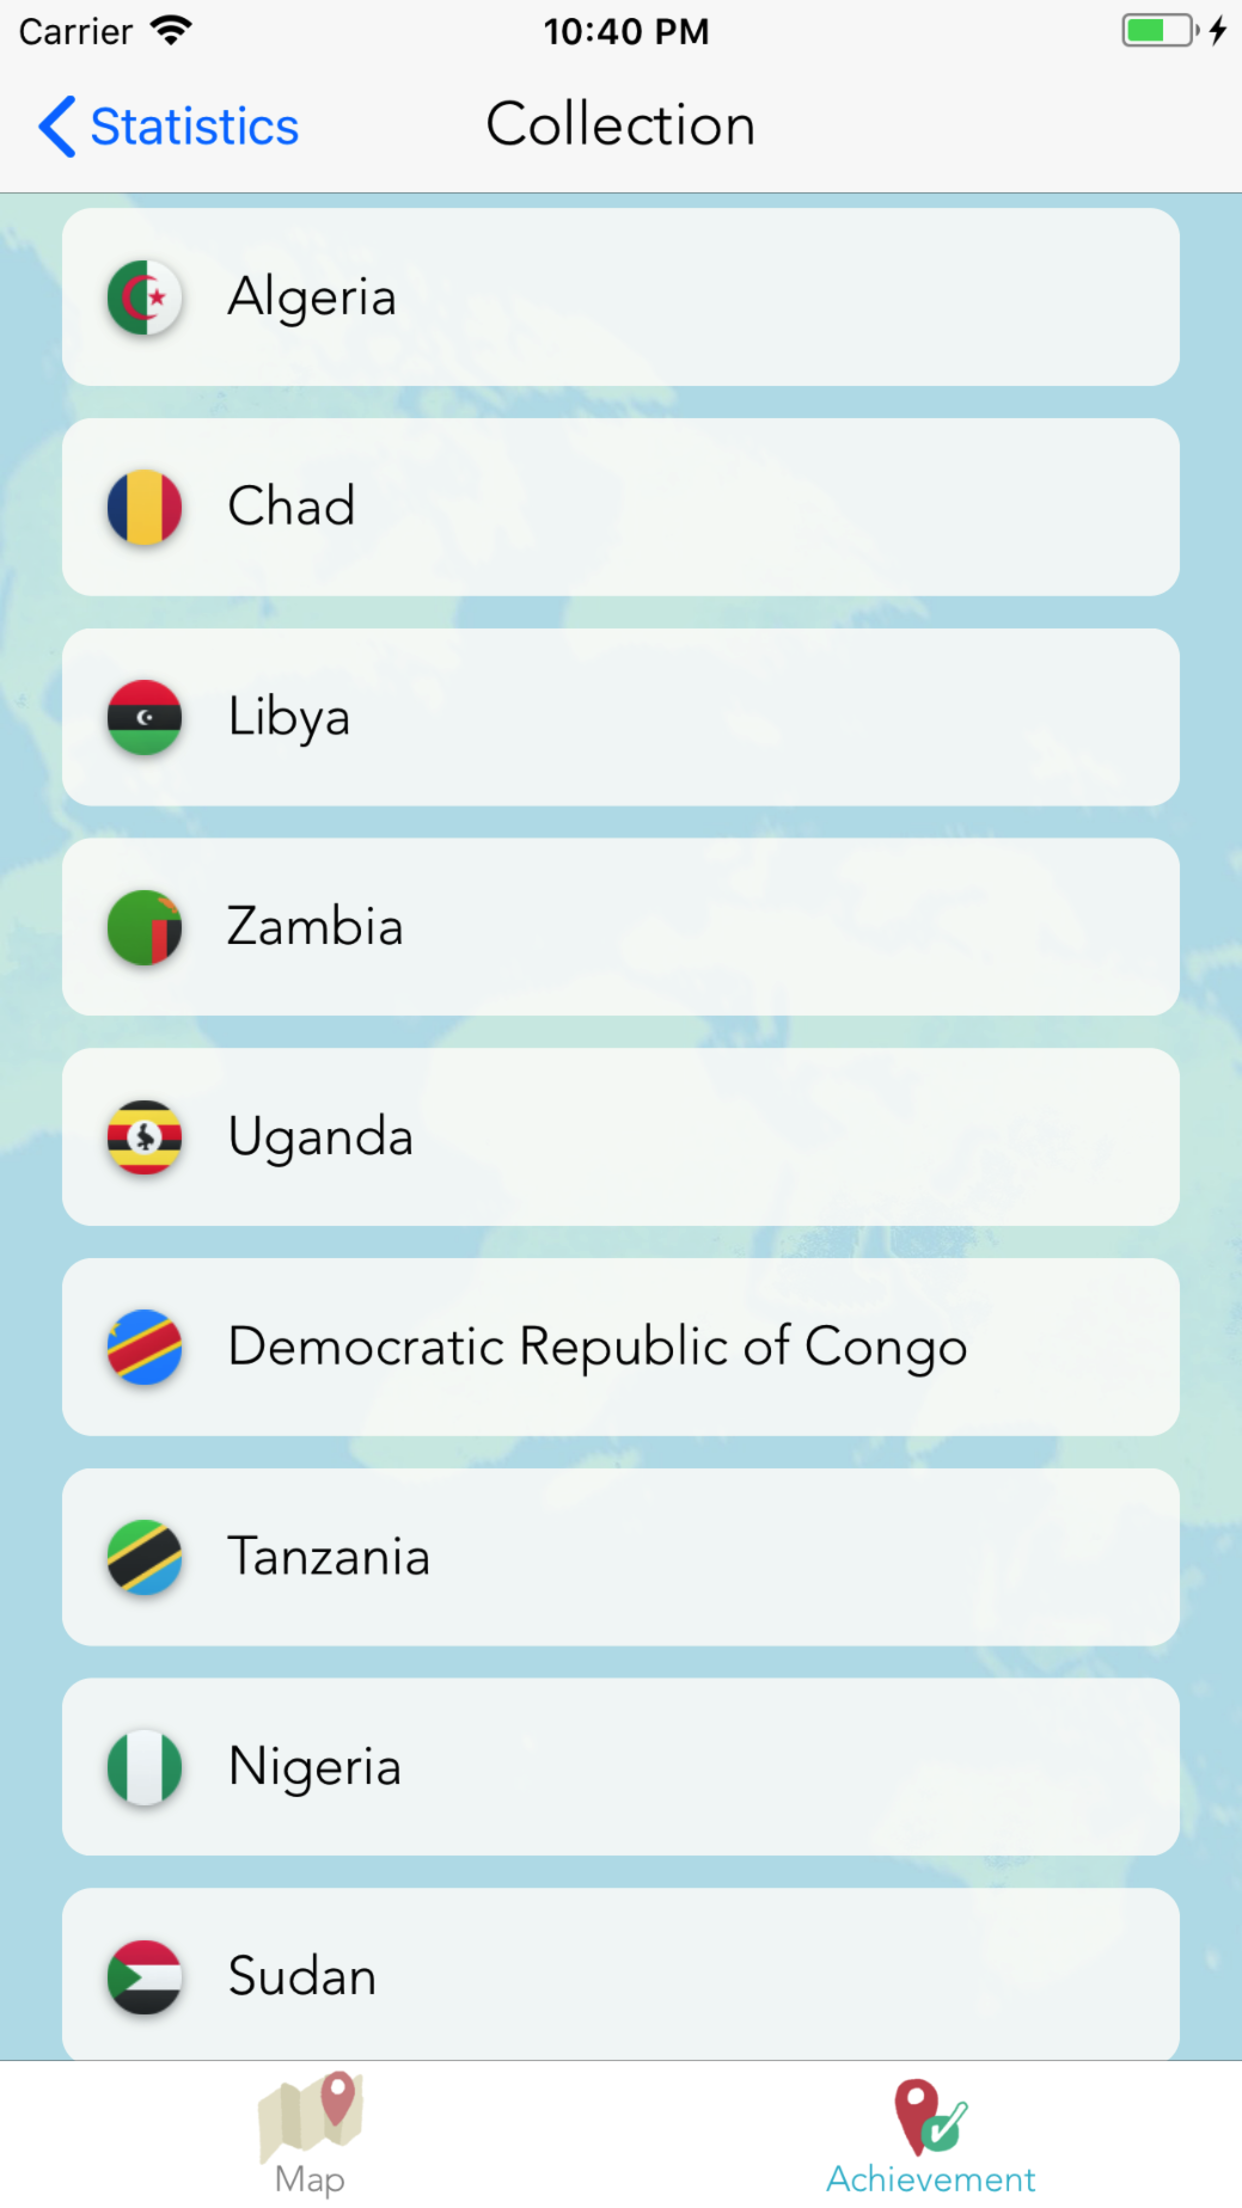 Carrier 10:40 PM
Statistics Collection
Algeria
Chad
Libya
Zambia
Uganda
Democratic Republic of Congo
Tanzania
Nigeria
Sudan
Map Achievement